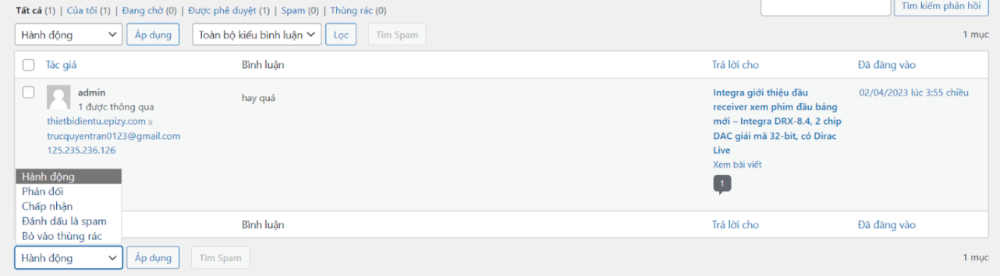 Tất cả (1) | Của tôi (1) | Đang chờ (0) | Được phê duyệt (1) | Spam (0) | Thùng rác (0)
Tìm kiếm phản hồi
Hành động Áp dụng Toàn bộ kiểu bình luận Lọc Tìm Spam 1 mục
Tác giả Bình luận Trả lời cho Đã đăng vào
admin
1 được thông qua
thietbidientu.epizy.com x
trucquyentran0123@gmail.com
125.235.236.126
hay quá
Integra giới thiệu đầu
receiver xem phim đầu bảng
mới – Integra DRX-8.4, 2 chip
DAC giải mã 32-bit, có Dirac
Live
Xem bài viết
1
02/04/2023 lúc 3:55 chiều
Hành động
Phản đối
Chấp nhận
Đánh dấu là spam
Bỏ vào thùng rác
Bình luận Trả lời cho Đã đăng vào
Hành động Áp dụng Tìm Spam 1 mục